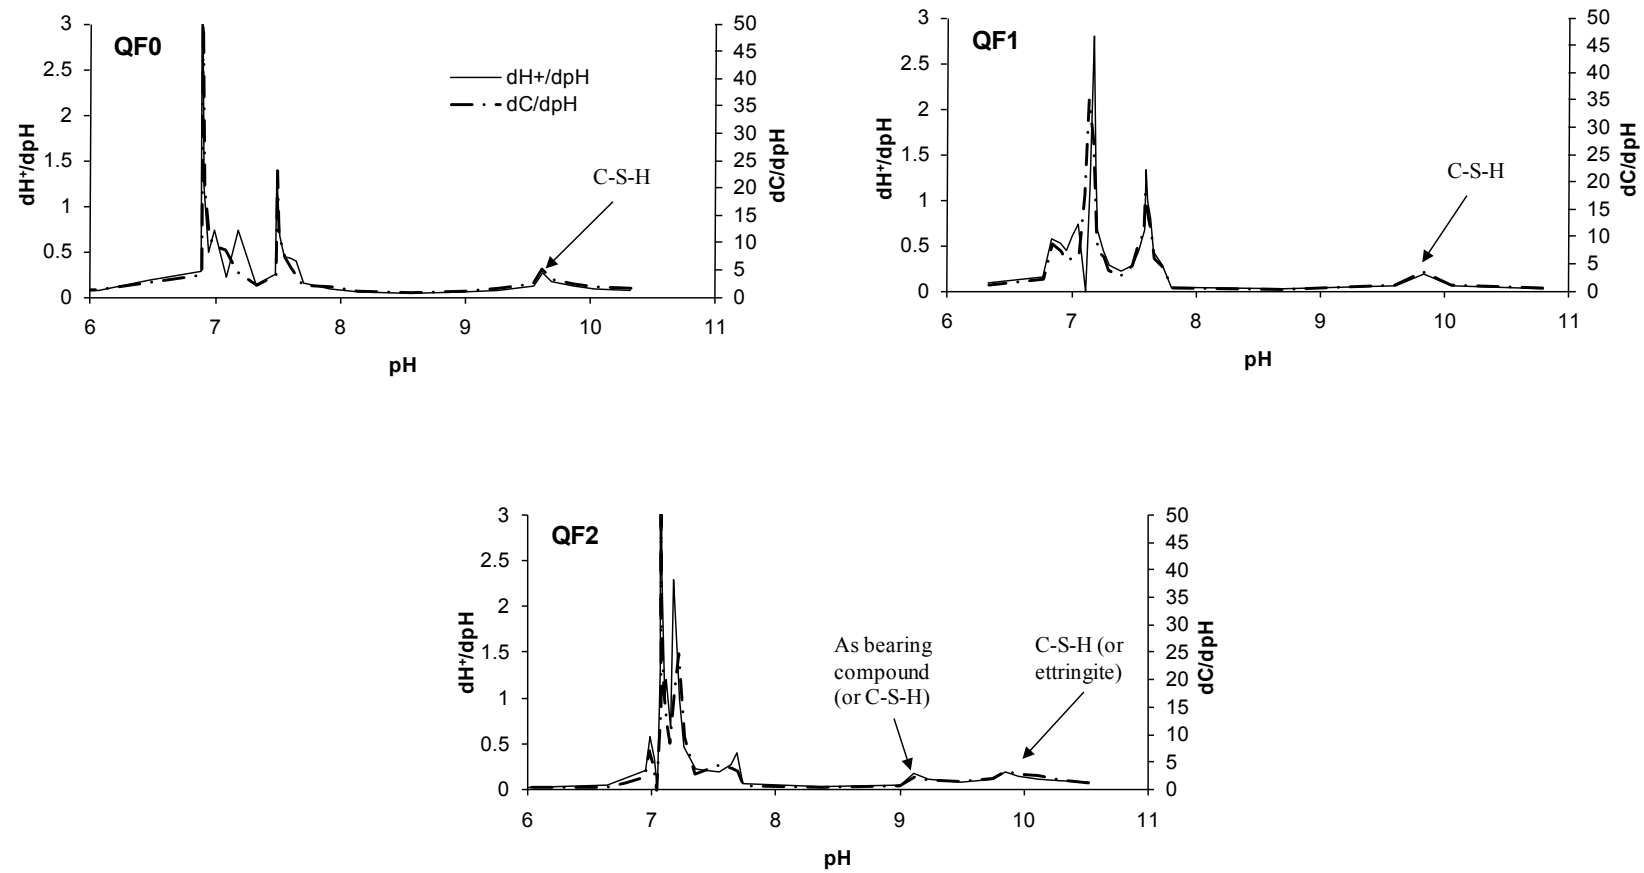 QF0
dH+/dpH
dC/dpH
C-S-H
3
2.5
2
1.5
1
0.5
0
50
45
40
35
30
25
20
15
10
5
0
6 7 8 9 10 11
dH⁺/dpH
dC/dpH
pH
QF1
C-S-H
3
2.5
2
1.5
1
0.5
0
50
45
40
35
30
25
20
15
10
5
0
6 7 8 9 10 11
dH⁺/dpH
dC/dpH
pH
QF2
As bearing
compound
(or C-S-H)
C-S-H (or
ettringite)
3
2.5
2
1.5
1
0.5
0
50
45
40
35
30
25
20
15
10
5
0
6 7 8 9 10 11
dH⁺/dpH
dC/dpH
pH